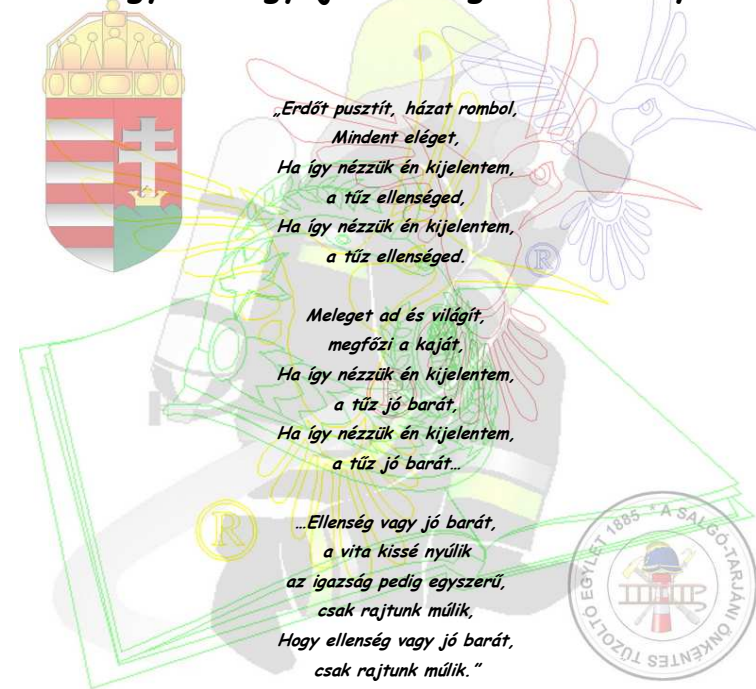 „Erdőt pusztít, házat rombol,
Mindent eléget,
Ha így nézzük én kijelentem,
a tűz ellenséged,
Ha így nézzük én kijelentem,
a tűz ellenséged.
Meleget ad és világít,
megfőzi a kaját,
Ha így nézzük én kijelentem,
a tűz jó barát,
Ha így nézzük én kijelentem,
a tűz jó barát…
…Ellenség vagy jó barát,
a vita kissé nyúlik
az igazság pedig egyszerű,
csak rajtunk múlik,
Hogy ellenség vagy jó barát,
csak rajtunk múlik.”
®
®
1885 * A SALGÓ-TARJÁNI ÖNKÉNTES TŰZOLTÓ EGYLET